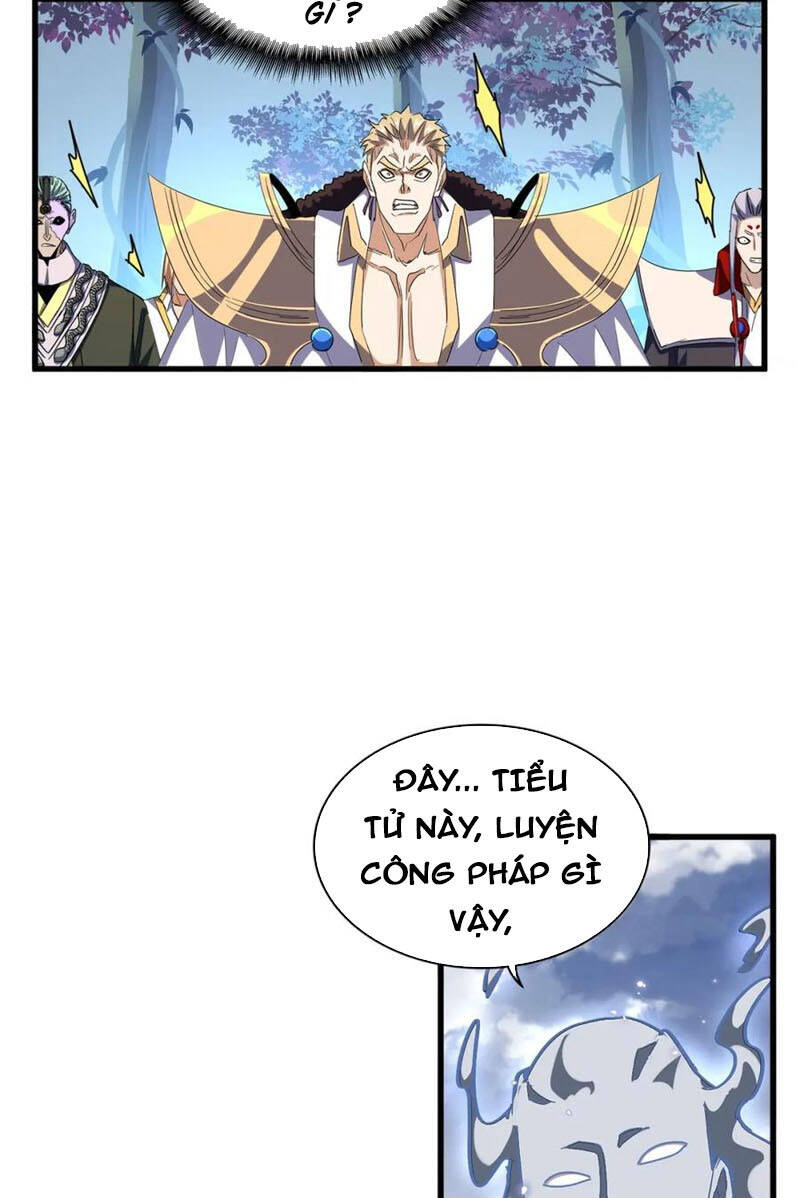 GÌ ?
ĐÂY... TIỂU
TỬ NÀY, LUYỆN
CÔNG PHÁP GÌ
VẬY,